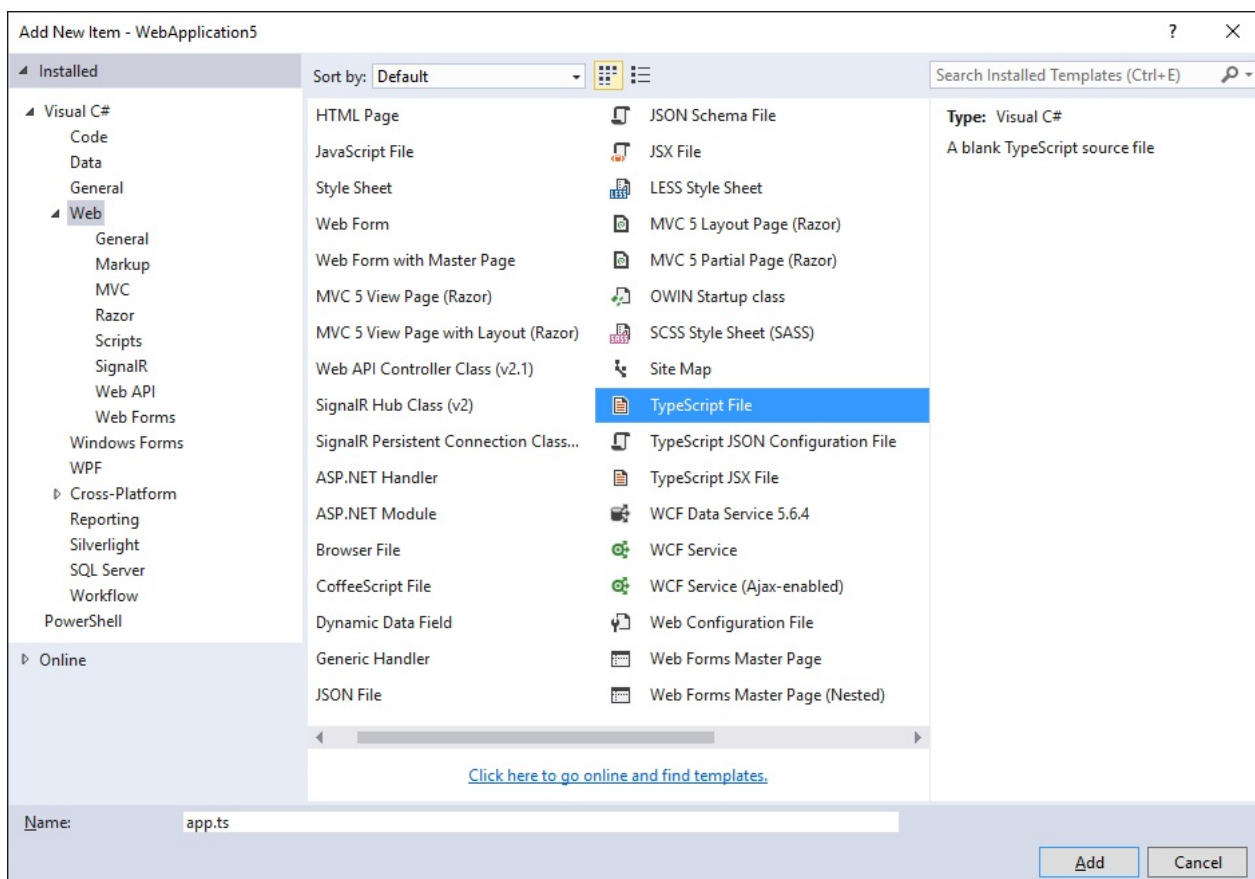 Add New Item - WebApplication5
?
Installed
Visual C#
Code
Data
General
Web
General
Markup
MVC
Razor
Scripts
SignalR
Web API
Web Forms
Windows Forms
WPF
Cross-Platform
Reporting
Silverlight
SQL Server
Workflow
PowerShell
Online
Sort by: Default
HTML Page
JavaScript File
Style Sheet
Web Form
Web Form with Master Page
MVC 5 View Page (Razor)
MVC 5 View Page with Layout (Razor)
Web API Controller Class (v2.1)
SignalR Hub Class (v2)
SignalR Persistent Connection Class...
ASP.NET Handler
ASP.NET Module
Browser File
CoffeeScript File
Dynamic Data Field
Generic Handler
JSON File
JSON Schema File
JSX File
LESS Style Sheet
MVC 5 Layout Page (Razor)
MVC 5 Partial Page (Razor)
OWIN Startup class
SCSS Style Sheet (SASS)
Site Map
TypeScript File
TypeScript JSON Configuration File
TypeScript JSX File
WCF Data Service 5.6.4
WCF Service
WCF Service (Ajax-enabled)
Web Configuration File
Web Forms Master Page
Web Forms Master Page (Nested)
Click here to go online and find templates.
Search Installed Templates (Ctrl+E)
Type: Visual C#
A blank TypeScript source file
Name: app.ts
Add
Cancel